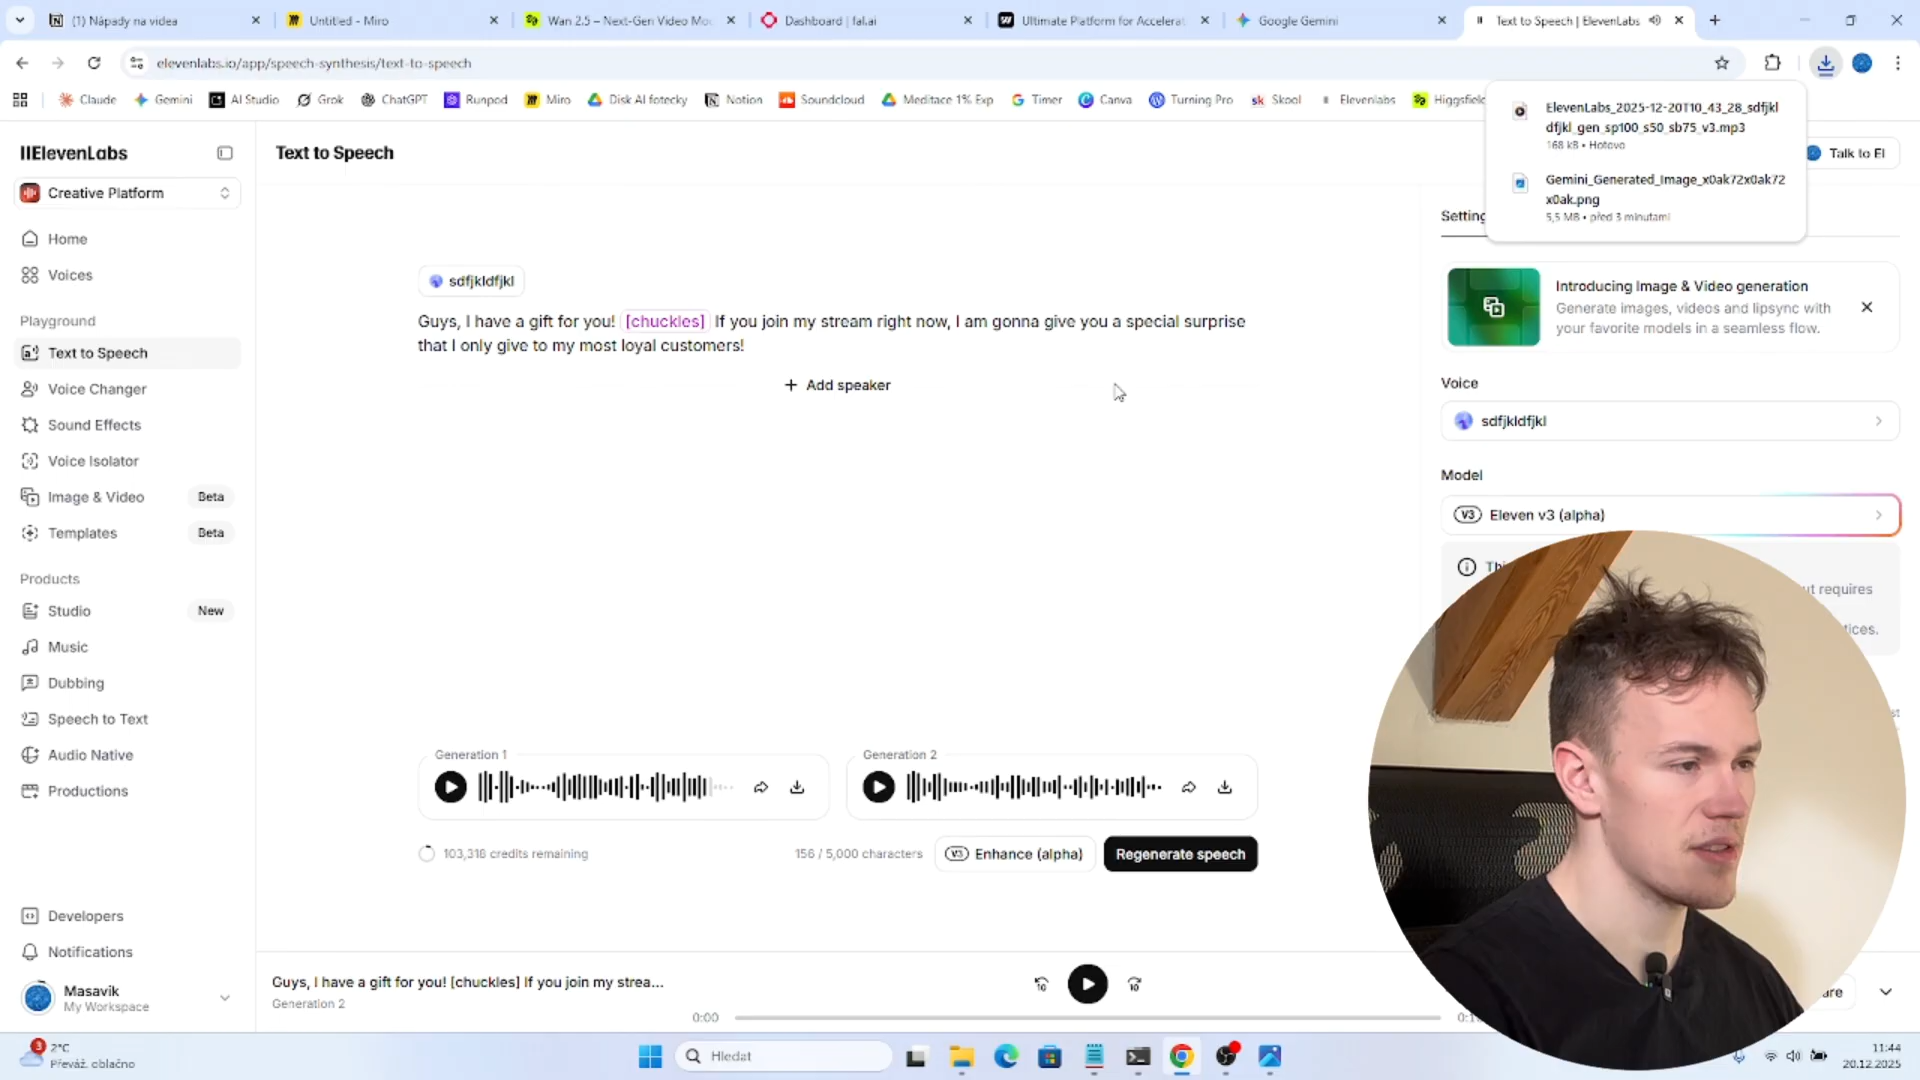 (1) Nápady na videa
Untitled - Miro
Wan 2.5 – Next-Gen Video Mo
Dashboard | fal.ai
Ultimate Platform for Accelerat
Google Gemini
Text to Speech | ElevenLabs
elevenlabs.io/app/speech-synthesis/text-to-speech
Claude
Gemini
AI Studio
Grok
ChatGPT
Runpod
Miro
Disk AI fotecky
Notion
Soundcloud
Meditace 1% Exp
Timer
Canva
Turning Pro
Skool
Elevenlabs
Higgsfiel
ElevenLabs_2025-12-20T10_43_28_sdfjkl
dfjkl_gen_sp100_s50_sb75_v3.mp3
168 kB • Hotovo
Gemini_Generated_Image_x0ak72x0ak72
x0ak.png
5,5 MB • před 3 minutami
IIElevenLabs
Creative Platform
Home
Voices
Playground
Text to Speech
Voice Changer
Sound Effects
Voice Isolator
Image & Video
Beta
Templates
Beta
Products
Studio
New
Music
Dubbing
Speech to Text
Audio Native
Productions
Developers
Notifications
Masavik
My Workspace
Text to Speech
Talk to El
sdfjkldfjkl
Guys, I have a gift for you! [chuckles] If you join my stream right now, I am gonna give you a special surprise
that I only give to my most loyal customers!
+ Add speaker
Generation 1
Generation 2
103,318 credits remaining
156 / 5,000 characters
V3 Enhance (alpha)
Regenerate speech
Setting
Introducing Image & Video generation
Generate images, videos and lipsync with
your favorite models in a seamless flow.
Voice
sdfjkldfjkl
Model
V3 Eleven v3 (alpha)
requires
Guys, I have a gift for you! [chuckles] If you join my strea...
Generation 2
10
10
0:00
3
2°C
Převáž. oblačno
Hledat
11:44
20.12.2025